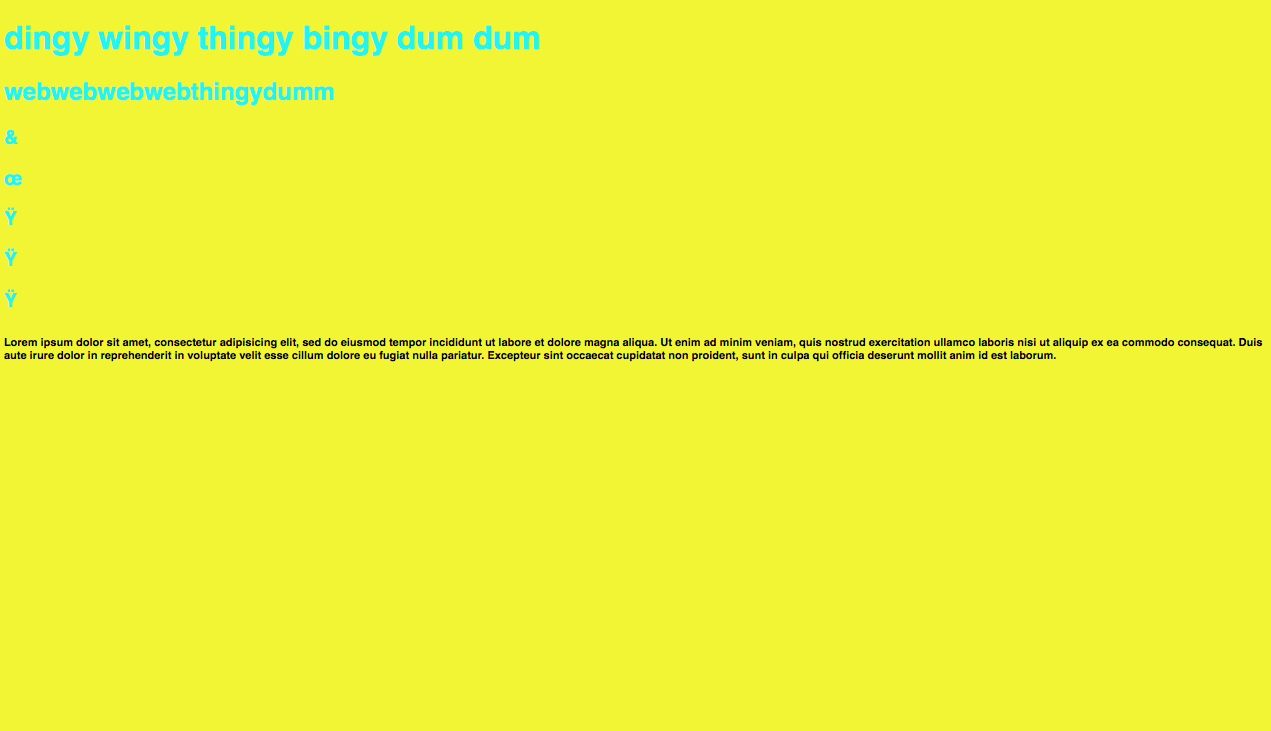 dingy wingy thingy bingy dum dum
webwebwebwebthingydumm
&
œ
Ÿ
Ÿ
Ÿ
Lorem ipsum dolor sit amet, consectetur adipisicing elit, sed do eiusmod tempor incididunt ut labore et dolore magna aliqua. Ut enim ad minim veniam, quis nostrud exercitation ullamco laboris nisi ut aliquip ex ea commodo consequat. Duis
aute irure dolor in reprehenderit in voluptate velit esse cillum dolore eu fugiat nulla pariatur. Excepteur sint occaecat cupidatat non proident, sunt in culpa qui officia deserunt mollit anim id est laborum.